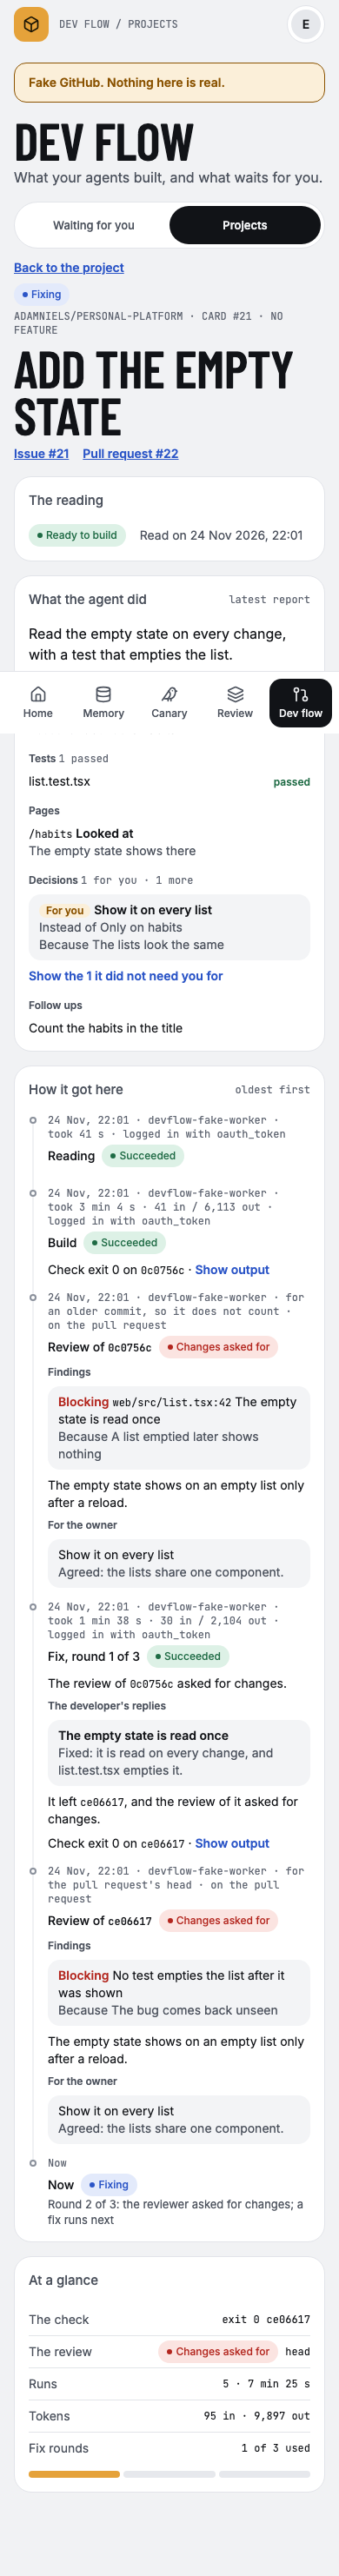 DEV FLOW / PROJECTS
E
Fake GitHub. Nothing here is real.
DEV FLOW
What your agents built, and what waits for you.
Waiting for you
Projects
Back to the project
Fixing
ADAMNIELS/PERSONAL-PLATFORM · CARD #21 · NO
FEATURE
ADD THE EMPTY
STATE
Issue #21 Pull request #22
The reading
Ready to build Read on 24 Nov 2026, 22:01
What the agent did latest report
Read the empty state on every change,
with a test that empties the list.
Home
Memory
Canary
Review
Dev flow
Tests 1 passed
list.test.tsx passed
Pages
/habits Looked at
The empty state shows there
Decisions 1 for you · 1 more
For you Show it on every list
Instead of Only on habits
Because The lists look the same
Show the 1 it did not need you for
Follow ups
Count the habits in the title
How it got here oldest first
24 Nov, 22:01 · devflow-fake-worker ·
took 41 s · logged in with oauth_token
Reading Succeeded
24 Nov, 22:01 · devflow-fake-worker ·
took 3 min 4 s · 41 in / 6,113 out ·
logged in with oauth_token
Build Succeeded
Check exit 0 on 0c0756c · Show output
24 Nov, 22:01 · devflow-fake-worker · for
an older commit, so it does not count ·
on the pull request
Review of 0c0756c Changes asked for
Findings
Blocking web/src/list.tsx:42 The empty
state is read once
Because A list emptied later shows
nothing
The empty state shows on an empty list only
after a reload.
For the owner
Show it on every list
Agreed: the lists share one component.
24 Nov, 22:01 · devflow-fake-worker ·
took 1 min 38 s · 30 in / 2,104 out ·
logged in with oauth_token
Fix, round 1 of 3 Succeeded
The review of 0c0756c asked for changes.
The developer's replies
The empty state is read once
Fixed: it is read on every change, and
list.test.tsx empties it.
It left ce06617, and the review of it asked for
changes.
Check exit 0 on ce06617 · Show output
24 Nov, 22:01 · devflow-fake-worker · for
the pull request's head · on the pull
request
Review of ce06617 Changes asked for
Findings
Blocking No test empties the list after it
was shown
Because The bug comes back unseen
The empty state shows on an empty list only
after a reload.
For the owner
Show it on every list
Agreed: the lists share one component.
Now
Now Fixing
Round 2 of 3: the reviewer asked for changes; a
fix runs next
At a glance
The check exit 0 ce06617
The review Changes asked for head
Runs 5 · 7 min 25 s
Tokens 95 in · 9,897 out
Fix rounds 1 of 3 used